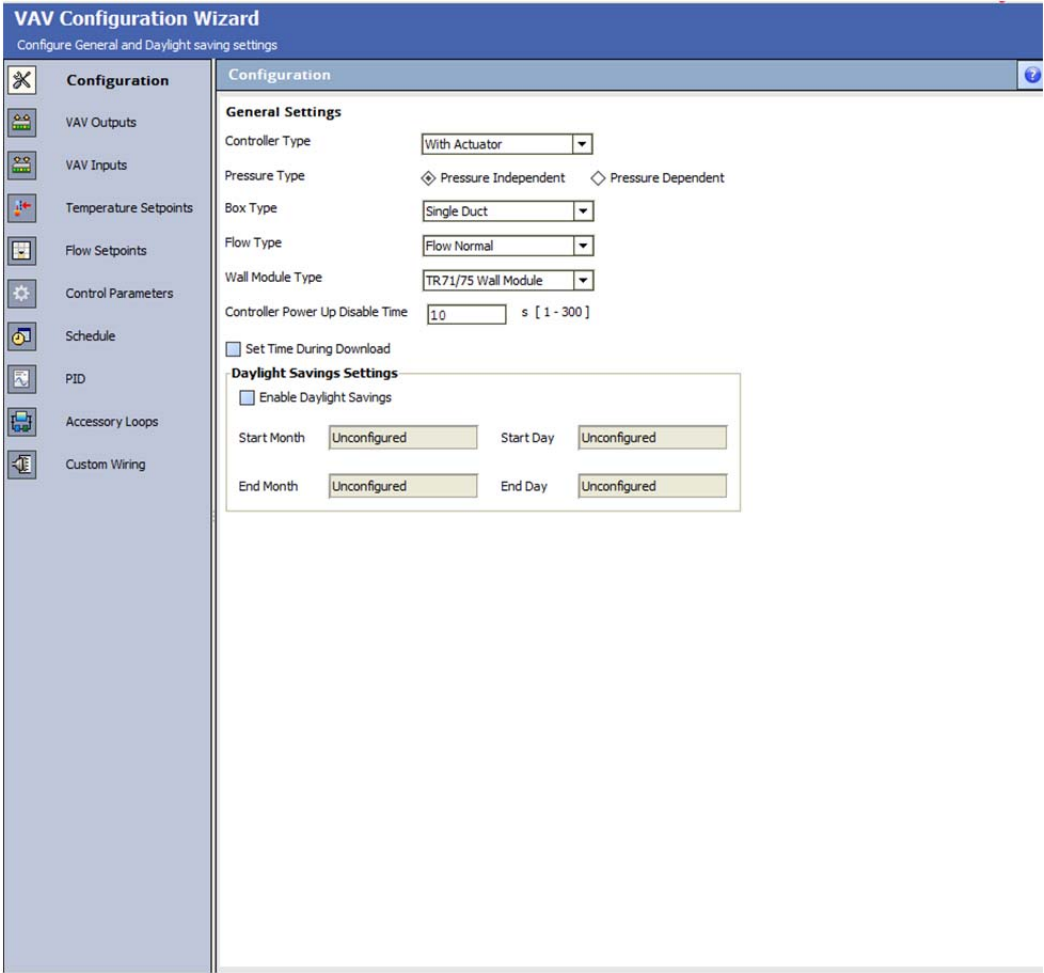 VAV Configuration Wizard
Configure General and Daylight saving settings
Configuration
VAV Outputs
VAV Inputs
Temperature Setpoints
Flow Setpoints
Control Parameters
Schedule
PID
Accessory Loops
Custom Wiring
Configuration
?
General Settings
Controller Type With Actuator
Pressure Type Pressure Independent Pressure Dependent
Box Type Single Duct
Flow Type Flow Normal
Wall Module Type TR71/75 Wall Module
Controller Power Up Disable Time 10 s [ 1 - 300 ]
Set Time During Download
Daylight Savings Settings
Enable Daylight Savings
Start Month Unconfigured Start Day Unconfigured
End Month Unconfigured End Day Unconfigured